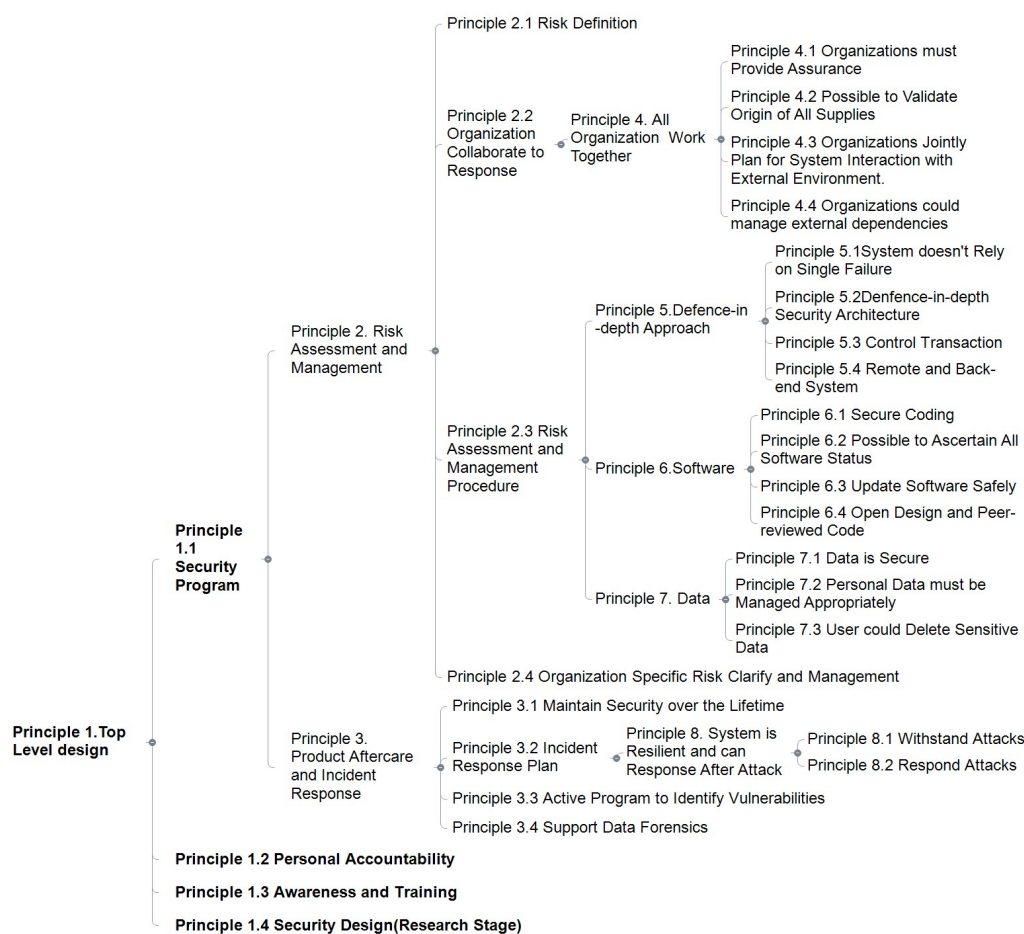 Principle 2.1 Risk Definition
Principle 4.1 Organizations must
Provide Assurance
Principle 4.2 Possible to Validate
Origin of All Supplies
Principle 2.2
Organization
Collaborate to
Response
Principle 4. All
Organization Work
Together
Principle 4.3 Organizations Jointly
Plan for System Interaction with
External Environment.
Principle 4.4 Organizations could
manage external dependencies
Principle 5.1System doesn't Rely
on Single Failure
Principle 5.2Denfence-in-depth
Security Architecture
Principle 5.Defence-in
-depth Approach
Principle 5.3 Control Transaction
Principle 5.4 Remote and Back-
end System
Principle 2. Risk
Assessment and
Management
Principle 6.1 Secure Coding
Principle 6.2 Possible to Ascertain All
Software Status
Principle 2.3 Risk
Assessment and
Management
Procedure
Principle 6.Software
Principle 6.3 Update Software Safely
Principle 6.4 Open Design and Peer-
reviewed Code
Principle
1.1
Security
Program
Principle 7.1 Data is Secure
Principle 7.2 Personal Data must be
Managed Appropriately
Principle 7. Data
Principle 7.3 User could Delete Sensitive
Data
Principle 2.4 Organization Specific Risk Clarify and Management
Principle 3.1 Maintain Security over the Lifetime
Principle 1.Top
Level design
Principle 3.
Product Aftercare
and Incident
Response
Principle 3.2 Incident
Response Plan
Principle 8. System is
Resilient and can
Response After Attack
Principle 8.1 Withstand Attacks
Principle 8.2 Respond Attacks
Principle 3.3 Active Program to Identify Vulnerabilities
Principle 3.4 Support Data Forensics
Principle 1.2 Personal Accountability
Principle 1.3 Awareness and Training
Principle 1.4 Security Design(Research Stage)